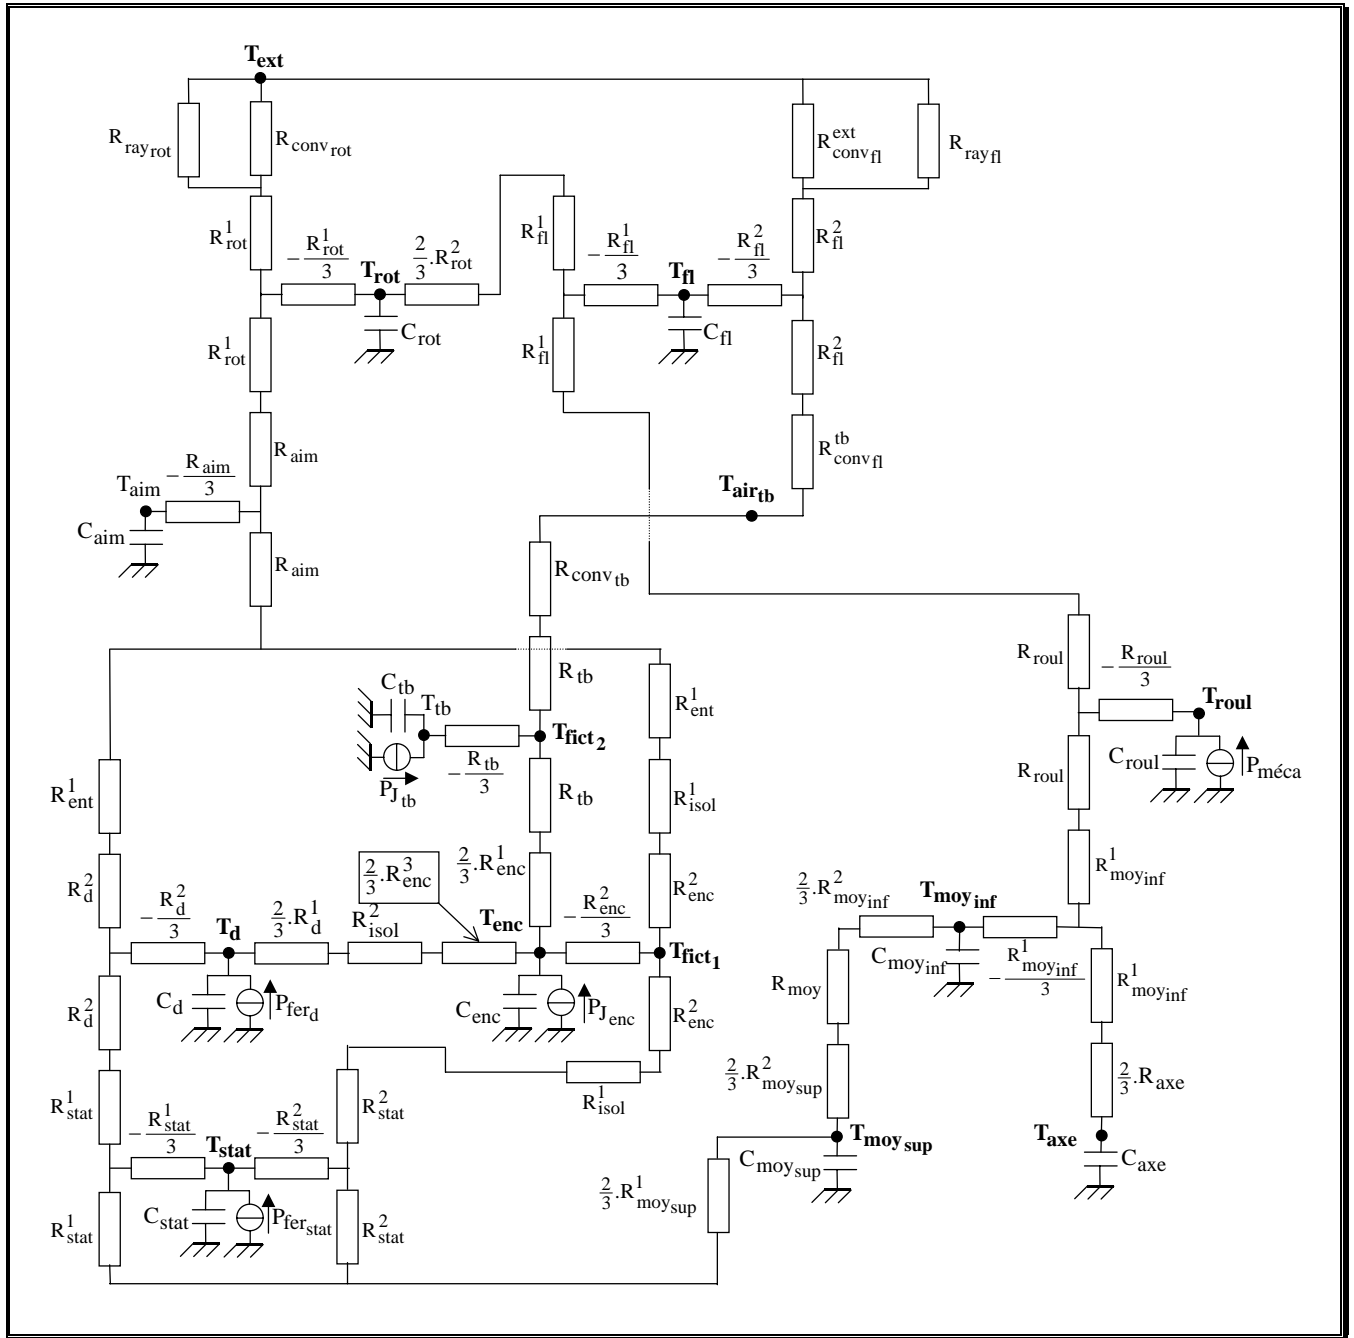 T_ext
R_ray_rot
R_conv_rot
R^ext_conv_fl
R_ray_fl
R^1_rot
-R^1_rot/3
T_rot
2/3.R^2_rot
R^1_fl
-R^1_fl/3
T_fl
-R^2_fl/3
R^2_fl
C_rot
C_fl
R^1_rot
R^1_fl
R^2_fl
R_aim
R^tb_conv_fl
T_aim
-R_aim/3
T_air_tb
C_aim
R_aim
R_conv_tb
R_roul
-R_roul/3
R_tb
C_tb
T_tb
R^1_ent
T_roul
T_fict_2
-R_tb/3
P_J_tb
C_roul
P_méca
R_roul
R^1_ent
R_tb
R^1_isol
2/3.R^3_enc
2/3.R^1_enc
R^1_moy_inf
R^2_d
-R^2_d/3
T_d
2/3.R^1_d
R^2_isol
T_enc
-R^2_enc/3
R^2_enc
2/3.R^2_moy_inf
T_moy_inf
T_fict_1
C_moy_inf
-R^1_moy_inf/3
R^1_moy_inf
R^2_d
C_d
P_fer_d
C_enc
P_J_enc
R^2_enc
R_moy
2/3.R^2_moy_sup
2/3.R_axe
R^1_stat
-R^1_stat/3
T_stat
-R^2_stat/3
R^2_stat
R^1_isol
T_moy_sup
T_axe
C_moy_sup
C_axe
2/3.R^1_moy_sup
R^1_stat
C_stat
P_fer_stat
R^2_stat